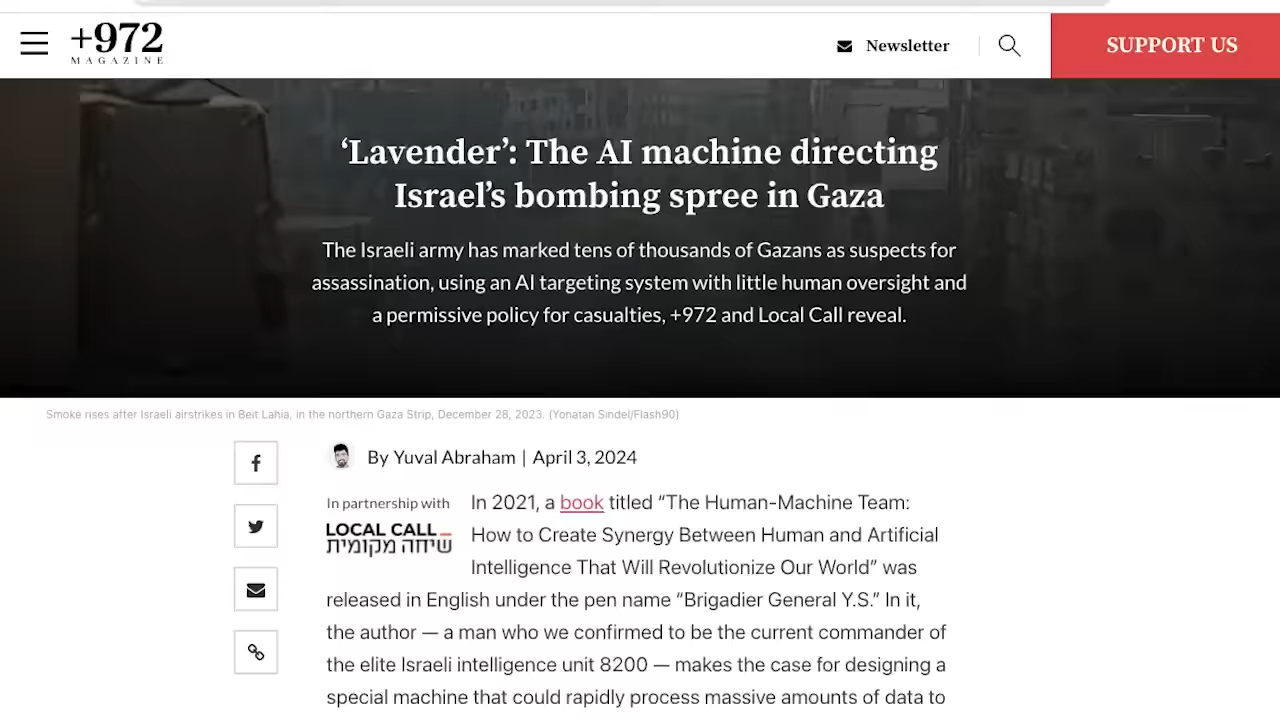 +972
MAGAZINE
Newsletter
SUPPORT US
‘Lavender’: The AI machine directing
Israel’s bombing spree in Gaza
The Israeli army has marked tens of thousands of Gazans as suspects for
assassination, using an AI targeting system with little human oversight and
a permissive policy for casualties, +972 and Local Call reveal.
Smoke rises after Israeli airstrikes in Beit Lahia, in the northern Gaza Strip, December 28, 2023. (Yonatan Sindel/Flash90)
By Yuval Abraham | April 3, 2024
In partnership with
LOCAL CALL
שיחה מקומית
In 2021, a book titled “The Human-Machine Team:
How to Create Synergy Between Human and Artificial
Intelligence That Will Revolutionize Our World” was
released in English under the pen name “Brigadier General Y.S.” In it,
the author — a man who we confirmed to be the current commander of
the elite Israeli intelligence unit 8200 — makes the case for designing a
special machine that could rapidly process massive amounts of data to